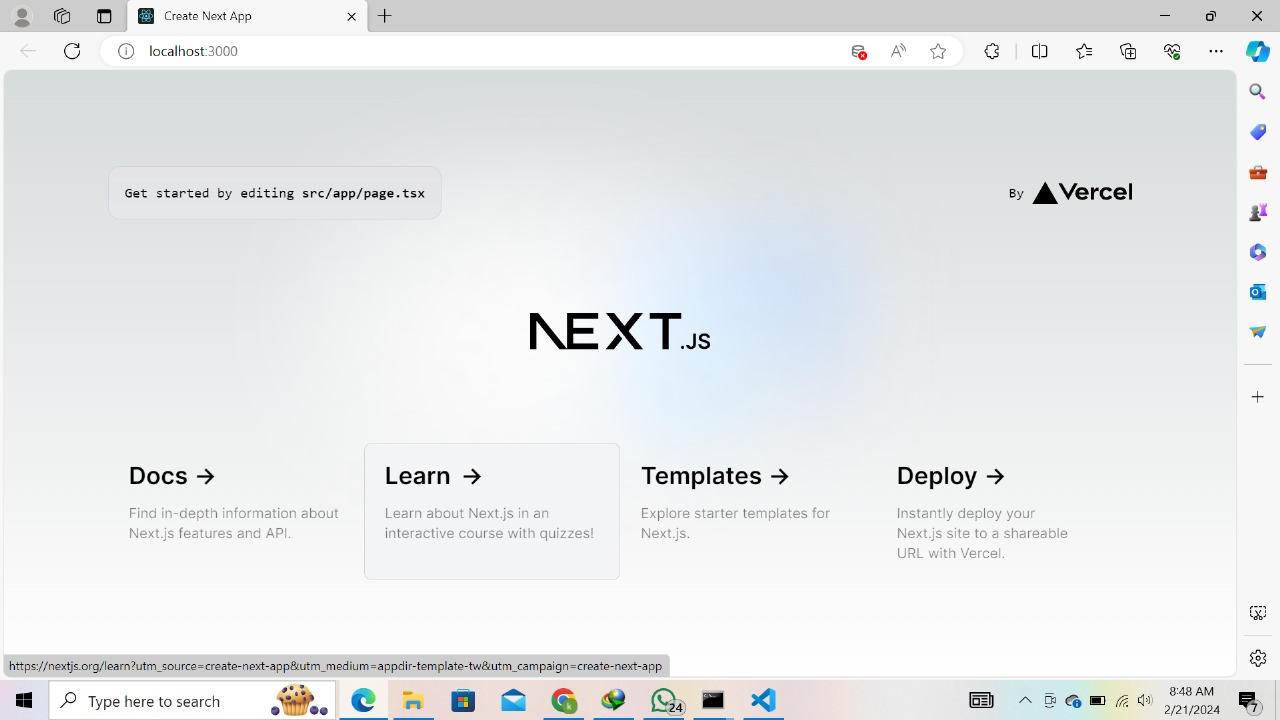 Create Next App
localhost:3000
Get started by editing src/app/page.tsx
By Vercel
NEXT.JS
Docs ->
Find in-depth information about
Next.js features and API.
Learn ->
Learn about Next.js in an
interactive course with quizzes!
Templates ->
Explore starter templates for
Next.js.
Deploy ->
Instantly deploy your
Next.js site to a shareable
URL with Vercel.
https://nextjs.org/learn?utm_source=create-next-app&utm_medium=appdir-template-tw&utm_campaign=create-next-app
Type here to search
24
8:48 AM
2/21/2024
7